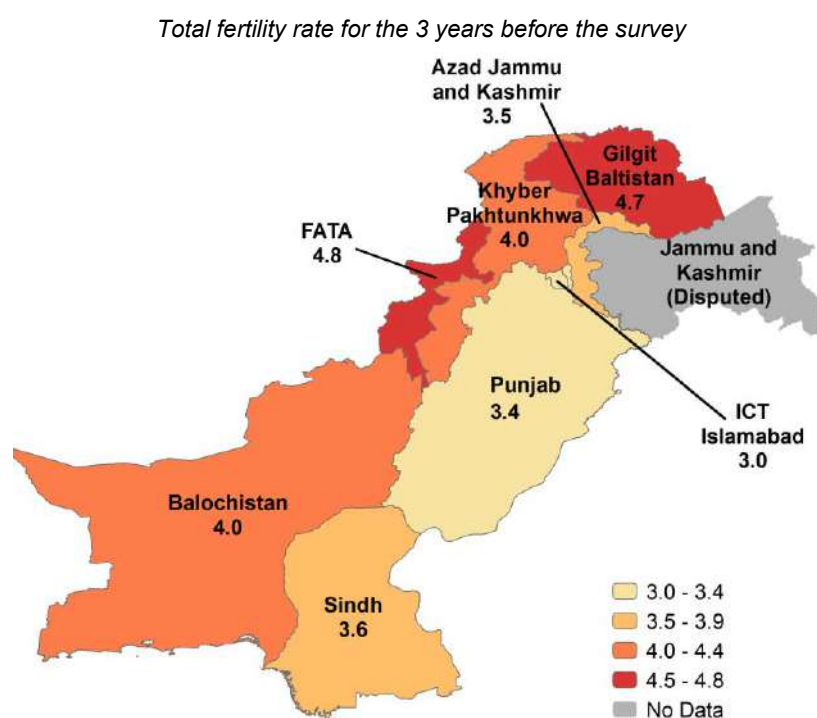 Total fertility rate for the 3 years before the survey
Azad Jammu
and Kashmir
3.5
Gilgit
Baltistan
4.7
Khyber
Pakhtunkhwa
4.0
FATA
4.8
Jammu and
Kashmir
(Disputed)
Punjab
3.4
ICT
Islamabad
3.0
Balochistan
4.0
Sindh
3.6
3.0 - 3.4
3.5 - 3.9
4.0 - 4.4
4.5 - 4.8
No Data